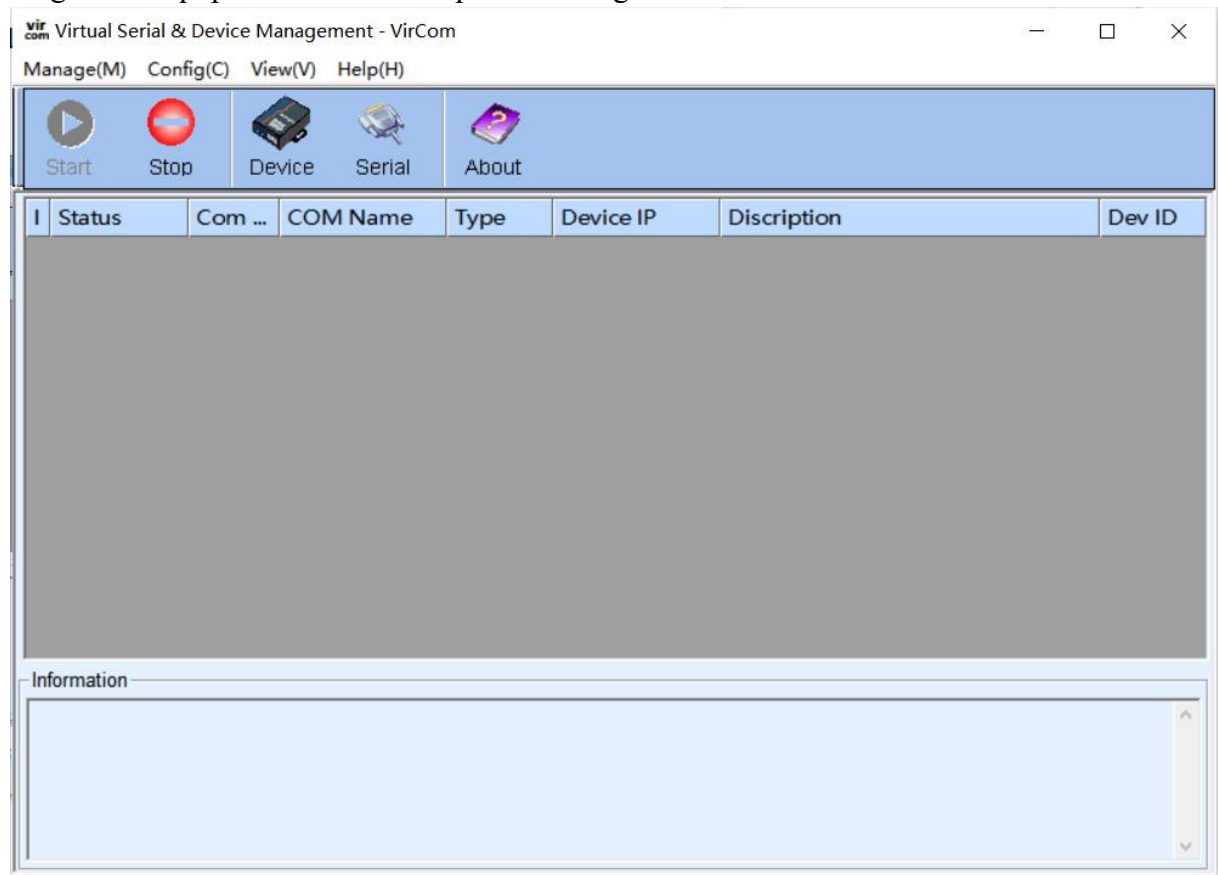 vir com Virtual Serial & Device Management - VirCom
Manage(M) Config(C) View(V) Help(H)
Start Stop Device Serial About
I Status Com ... COM Name Type Device IP Discription Dev ID
Information